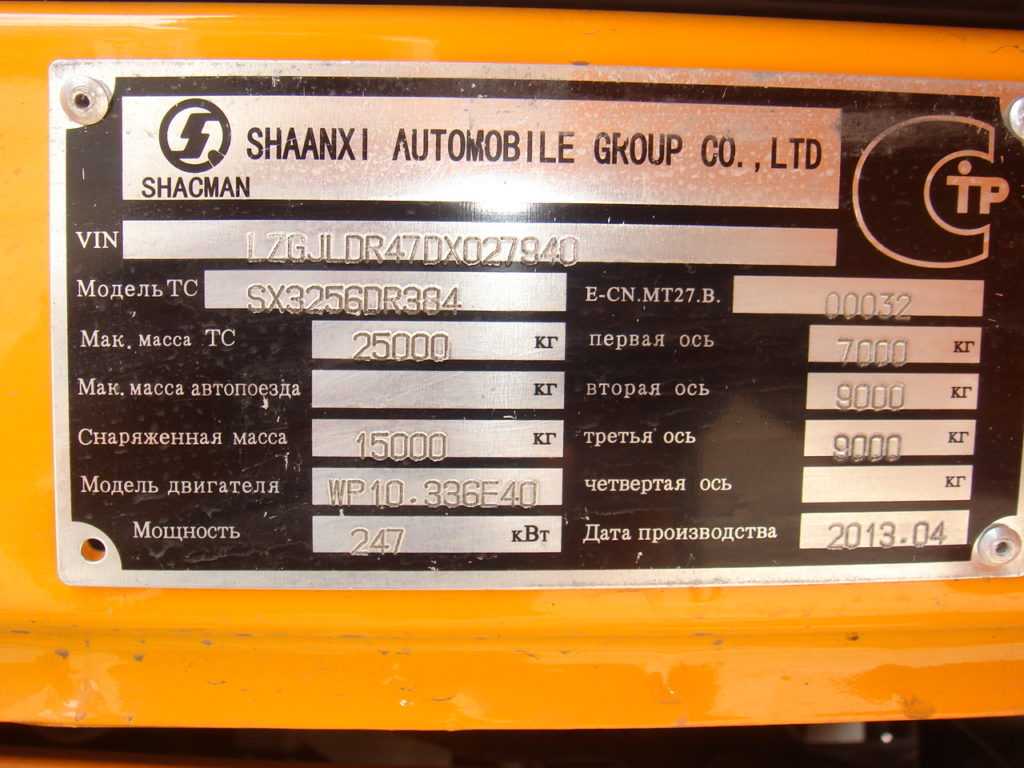 SHAANXI AUTOMOBILE GROUP CO.,LTD
SHACMAN
СТР
VIN LZGJLDR47DX027940
Модель ТС SX3256DR384 E-CN.MT27.B. 00032
Мак. масса ТС 25000 кг первая ось 7000 кг
Мак. масса автопоезда кг вторая ось 9000 кг
Снаряженная масса 15000 кг третья ось 9000 кг
Модель двигателя WP10.336E40 четвертая ось кг
Мощность 247 кВт Дата производства 2013.04